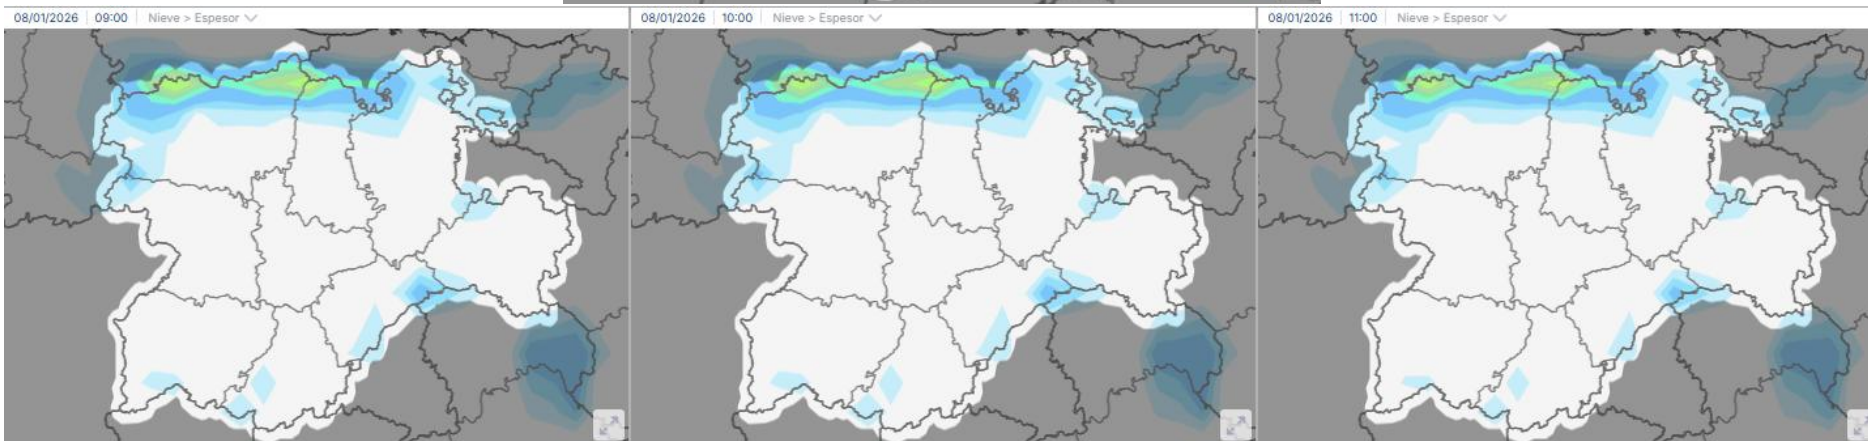 08/01/2026 09:00 Nieve > Espesor
08/01/2026 10:00 Nieve > Espesor
08/01/2026 11:00 Nieve > Espesor